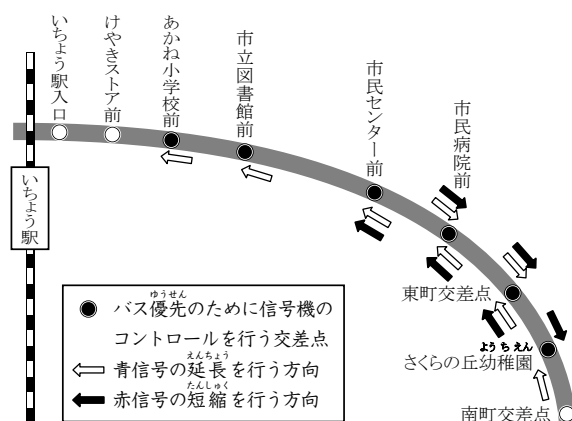 いちょう駅入口
けやきストア前
あかね小学校前
市立図書館前
市民センター前
市民病院前
いちょう駅
東町交差点
ようちえん
さくらの丘幼稚園
南町交差点
ゆうせん
バス優先のために信号機の
コントロールを行う交差点
えんちょう
青信号の延長を行う方向
たんしゅく
赤信号の短縮を行う方向